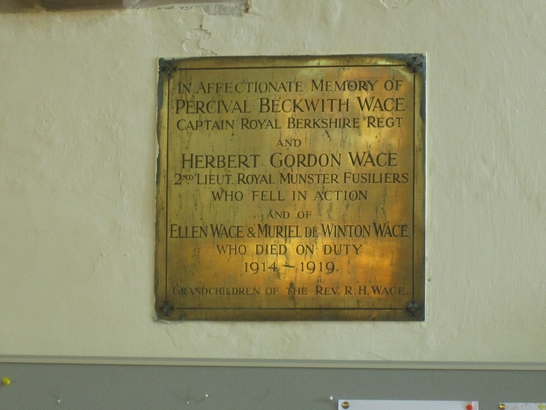 In Affectionate Memory of
Percival Beckwith Wace
Captain Royal Berkshire Regt
and
Herbert Gordon Wace
2nd Lieut. Royal Munster Fusiliers
who fell in action
and of
Ellen Wace & Muriel de Winton Wace
who died on duty
1914 – 1919.
Grandchildren of the Rev. R. H. Wace.